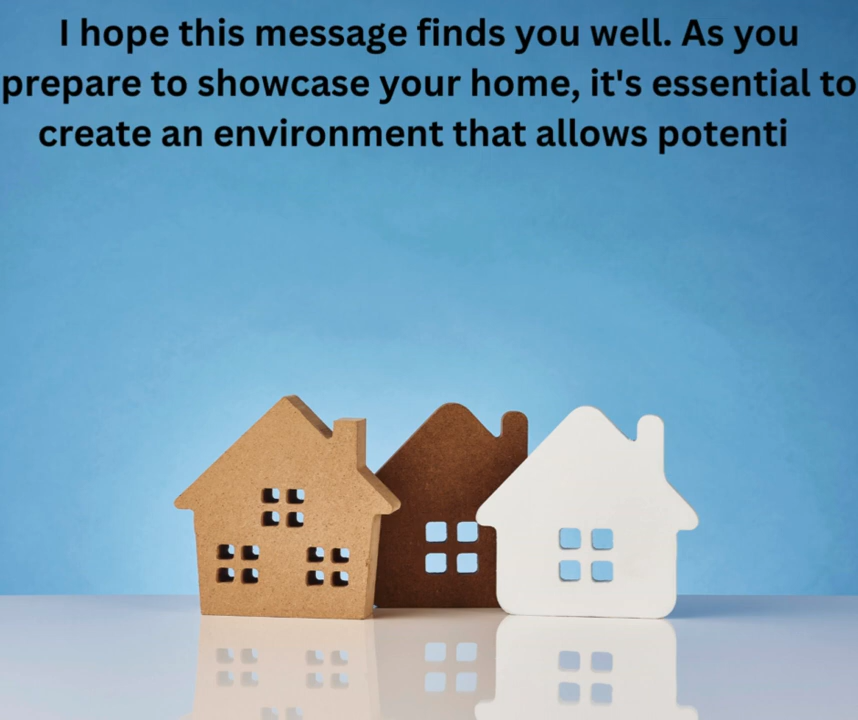 I hope this message finds you well. As you
prepare to showcase your home, it's essential to
create an environment that allows potenti